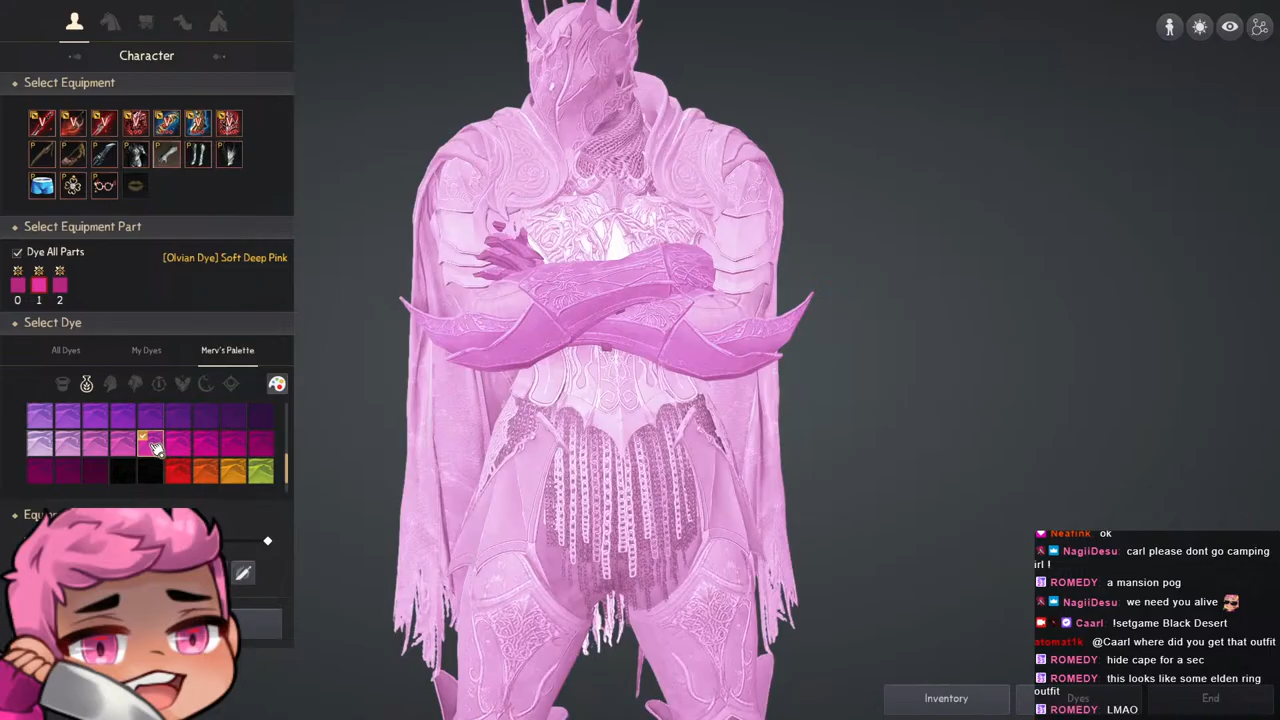 Character
Select Equipment
Select Equipment Part
Dye All Parts
[Olvian Dye] Soft Deep Pink
0 1 2
Select Dye
All Dyes My Dyes Merv's Palette
Equi
Neafink: ok
NagiiDesu: carl please dont go camping
irl !
ROMEDY: a mansion pog
NagiiDesu: we need you alive
Caarl: !setgame Black Desert
atomat1k: @Caarl where did you get that outfit
ROMEDY: hide cape for a sec
ROMEDY: this looks like some elden ring
outfit
ROMEDY: LMAO
Inventory Dyes End